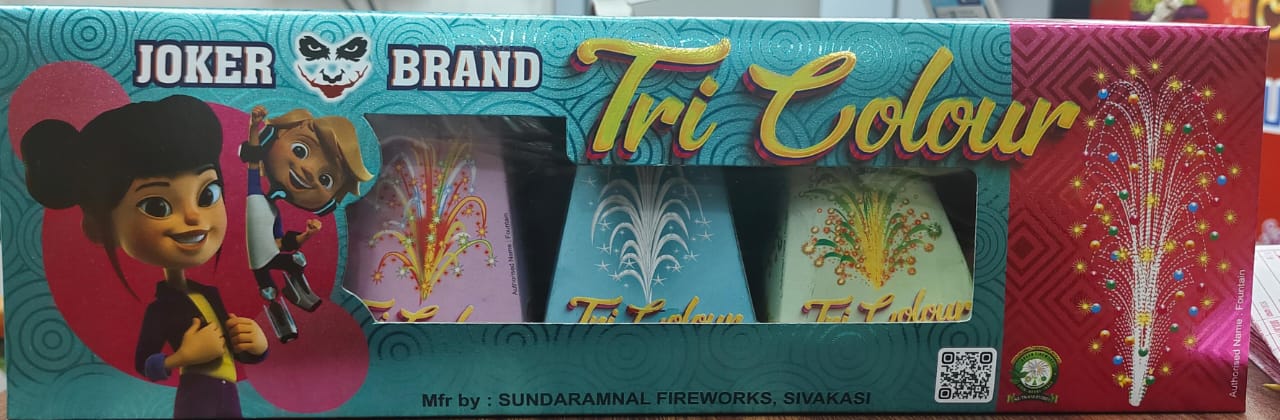 JOKER BRAND
Tri Colour
Authorised Name : Fountain
Tri Colour
Tri Colour
Mfr by : SUNDARAMNAL FIREWORKS, SIVAKASI
Authorised Name : Fountain